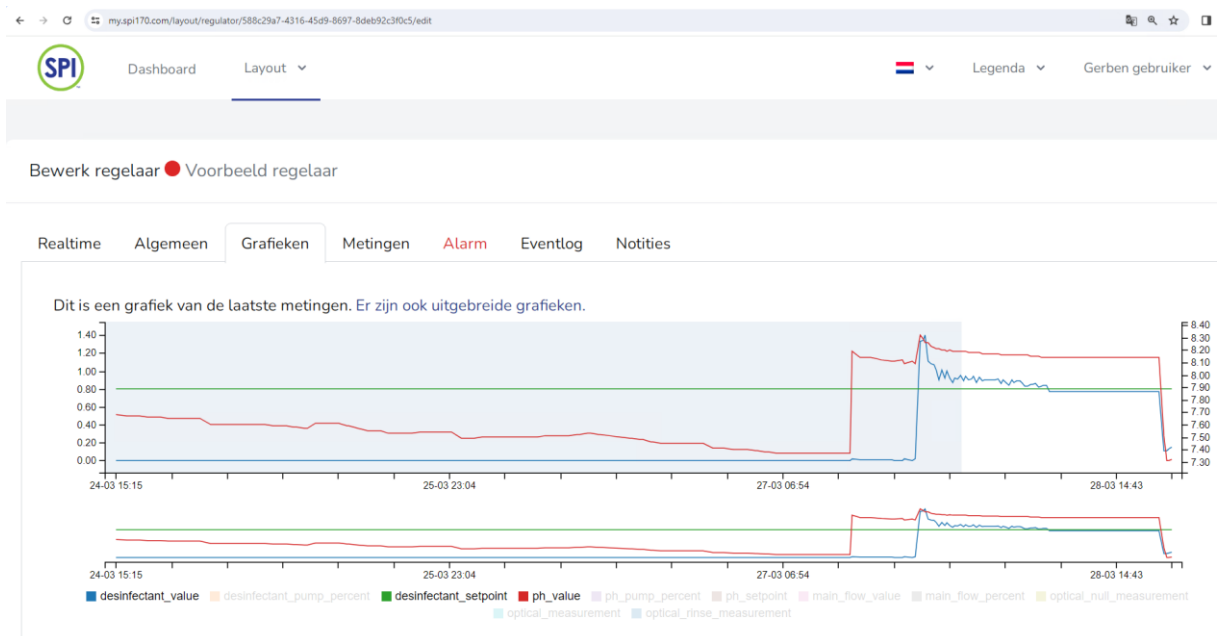 my.spi170.com/layout/regulator/588c29a7-4316-45d9-8697-8deb92c3f0c5/edit
SPI Dashboard Layout Legenda Gerben gebruiker
Bewerk regelaar Voorbeeld regelaar
Realtime Algemeen Grafieken Metingen Alarm Eventlog Notities
Dit is een grafiek van de laatste metingen. Er zijn ook uitgebreide grafieken.
1.40 8.40
8.30
1.20 8.20
8.10
1.00 8.00
0.80 7.90
7.80
0.60 7.70
0.40 7.60
7.50
0.20 7.40
0.00 7.30
24-03 15:15 25-03 23:04 27-03 06:54 28-03 14:43
24-03 15:15 25-03 23:04 27-03 06:54 28-03 14:43
desinfectant_value desinfectant_pump_percent desinfectant_setpoint ph_value ph_pump_percent ph_setpoint main_flow_value main_flow_percent optical_null_measurement
optical_measurement optical_rinse_measurement